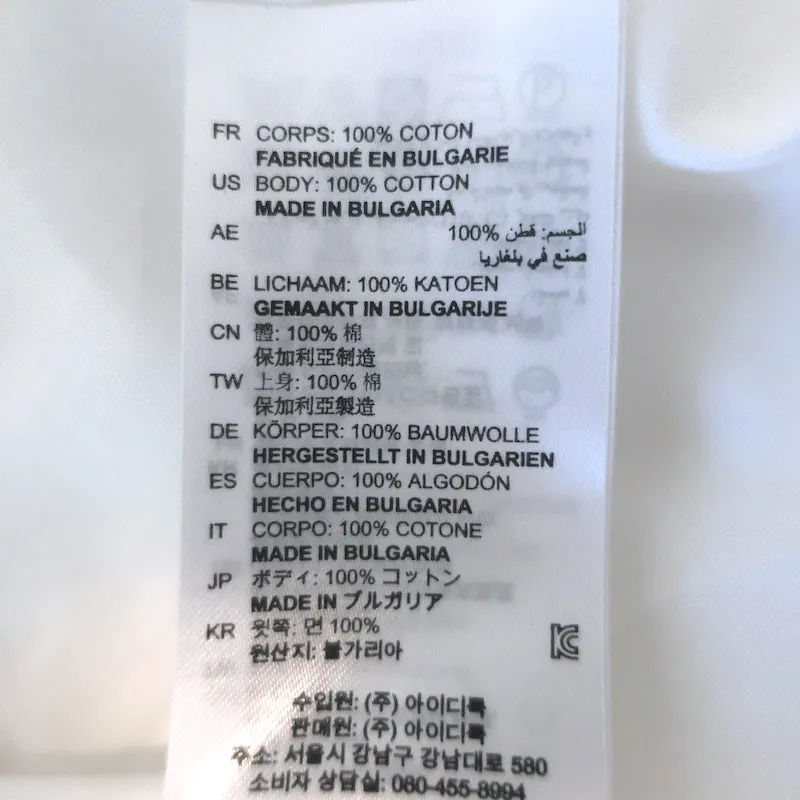 FR CORPS: 100% COTON
FABRIQUÉ EN BULGARIE
US BODY: 100% COTTON
MADE IN BULGARIA
AE الجسم: قطن %100
صنع في بلغاريا
BE LICHAAM: 100% KATOEN
GEMAAKT IN BULGARIJE
CN 體: 100% 棉
保加利亞制造
TW 上身: 100% 棉
保加利亞製造
DE KÖRPER: 100% BAUMWOLLE
HERGESTELLT IN BULGARIEN
ES CUERPO: 100% ALGODÓN
HECHO EN BULGARIA
IT CORPO: 100% COTONE
MADE IN BULGARIA
JP ボディ: 100% コットン
MADE IN ブルガリア
KR 윗쪽: 면 100%
원산지: 불가리아
수입원: (주) 아이디룩
판매원: (주) 아이디룩
주소: 서울시 강남구 강남대로 580
소비자 상담실: 080-455-8994